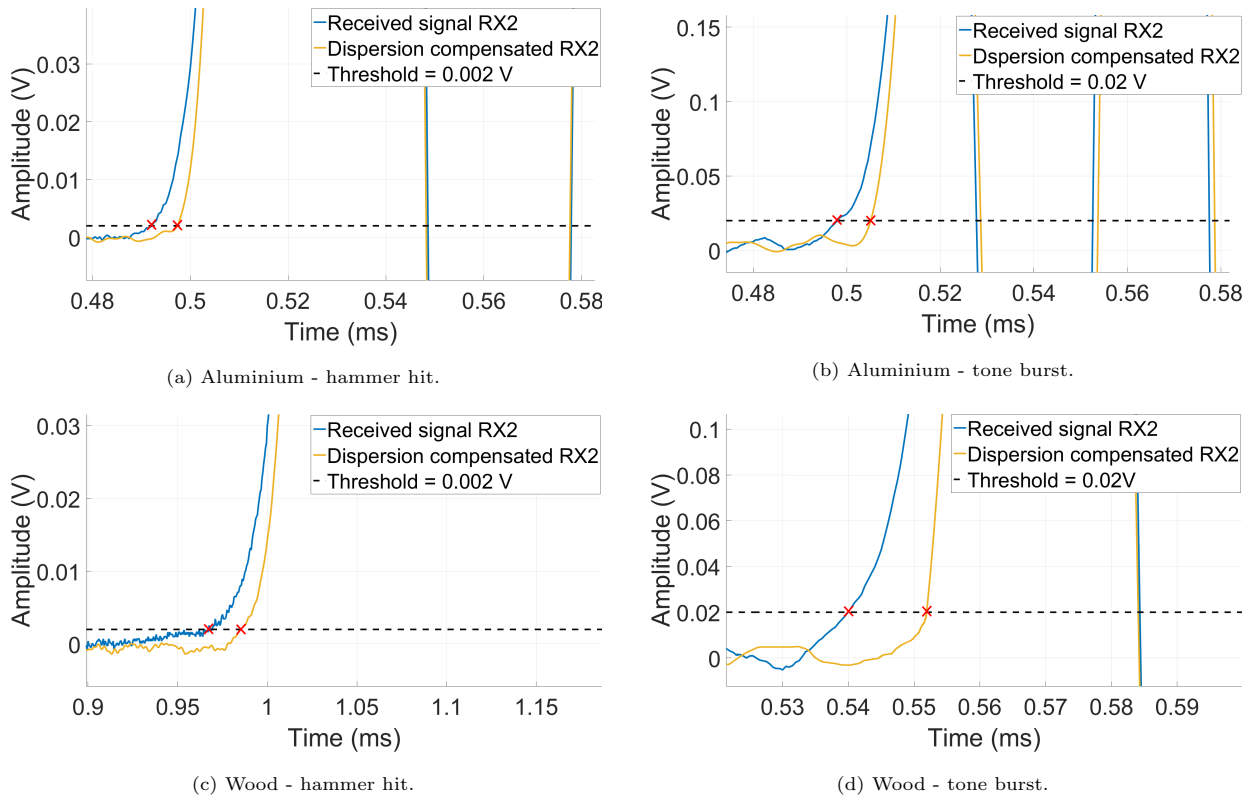 Received signal RX2
Dispersion compensated RX2
Threshold = 0.002 V
0.03
0.02
0.01
0
Amplitude (V)
0.48 0.5 0.52 0.54 0.56 0.58
Time (ms)
(a) Aluminium - hammer hit.
Received signal RX2
Dspersion compensated RX2
Threshold = 0.02 V
0.15
0.1
0.05
0
Amplitude (V)
0.48 0.5 0.52 0.54 0.56 0.58
Time (ms)
(b) Aluminium - tone burst.
Received signal RX2
Dispersion compensated RX2
Threshold = 0.002 V
0.03
0.02
0.01
0
Amplitude (V)
0.9 0.95 1 1.05 1.1 1.15
Time (ms)
(c) Wood - hammer hit.
Received signal RX2
Dispersion compensated RX2
Threshold = 0.02V
0.1
0.08
0.06
0.04
0.02
0
Amplitude (V)
0.53 0.54 0.55 0.56 0.57 0.58 0.59
Time (ms)
(d) Wood - tone burst.